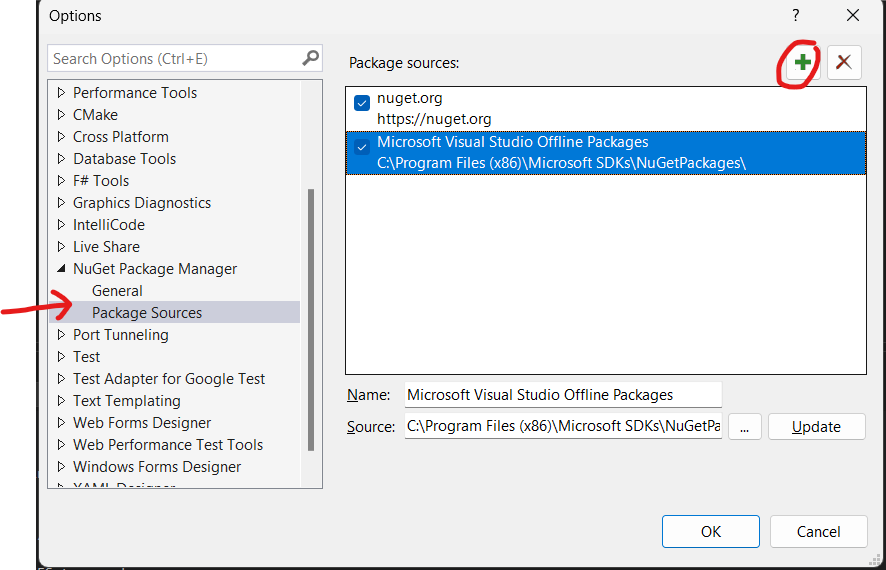 Options
?
Search Options (Ctrl+E)
Performance Tools
CMake
Cross Platform
Database Tools
F# Tools
Graphics Diagnostics
IntelliCode
Live Share
NuGet Package Manager
General
Package Sources
Port Tunneling
Test
Test Adapter for Google Test
Text Templating
Web Forms Designer
Web Performance Test Tools
Windows Forms Designer
XAML Designer
Package sources:
nuget.org
https://nuget.org
Microsoft Visual Studio Offline Packages
C:\Program Files (x86)\Microsoft SDKs\NuGetPackages\
Name: Microsoft Visual Studio Offline Packages
Source: C:\Program Files (x86)\Microsoft SDKs\NuGetPa ... Update
OK Cancel